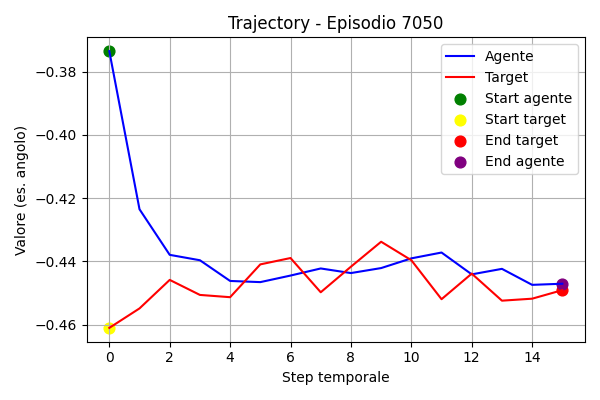 Trajectory - Episodio 7050
Agente
Target
Start agente
Start target
End target
End agente
Valore (es. angolo)
−0.38
−0.40
−0.42
−0.44
−0.46
0 2 4 6 8 10 12 14
Step temporale